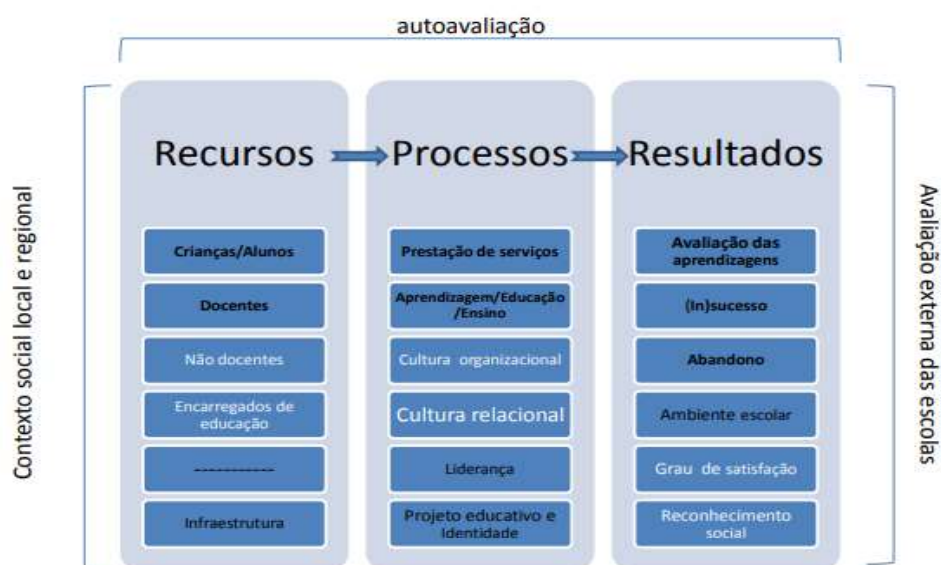 autoavaliação
Contexto social local e regional
Recursos
Crianças/Alunos
Docentes
Não docentes
Encarregados de
educação
-----------
Infraestrutura
Processos
Prestação de serviços
Aprendizagem/Educação
/Ensino
Cultura organizacional
Cultura relacional
Liderança
Projeto educativo e
Identidade
Resultados
Avaliação das
aprendizagens
(In)sucesso
Abandono
Ambiente escolar
Grau de satisfação
Reconhecimento
social
Avaliação externa das escolas